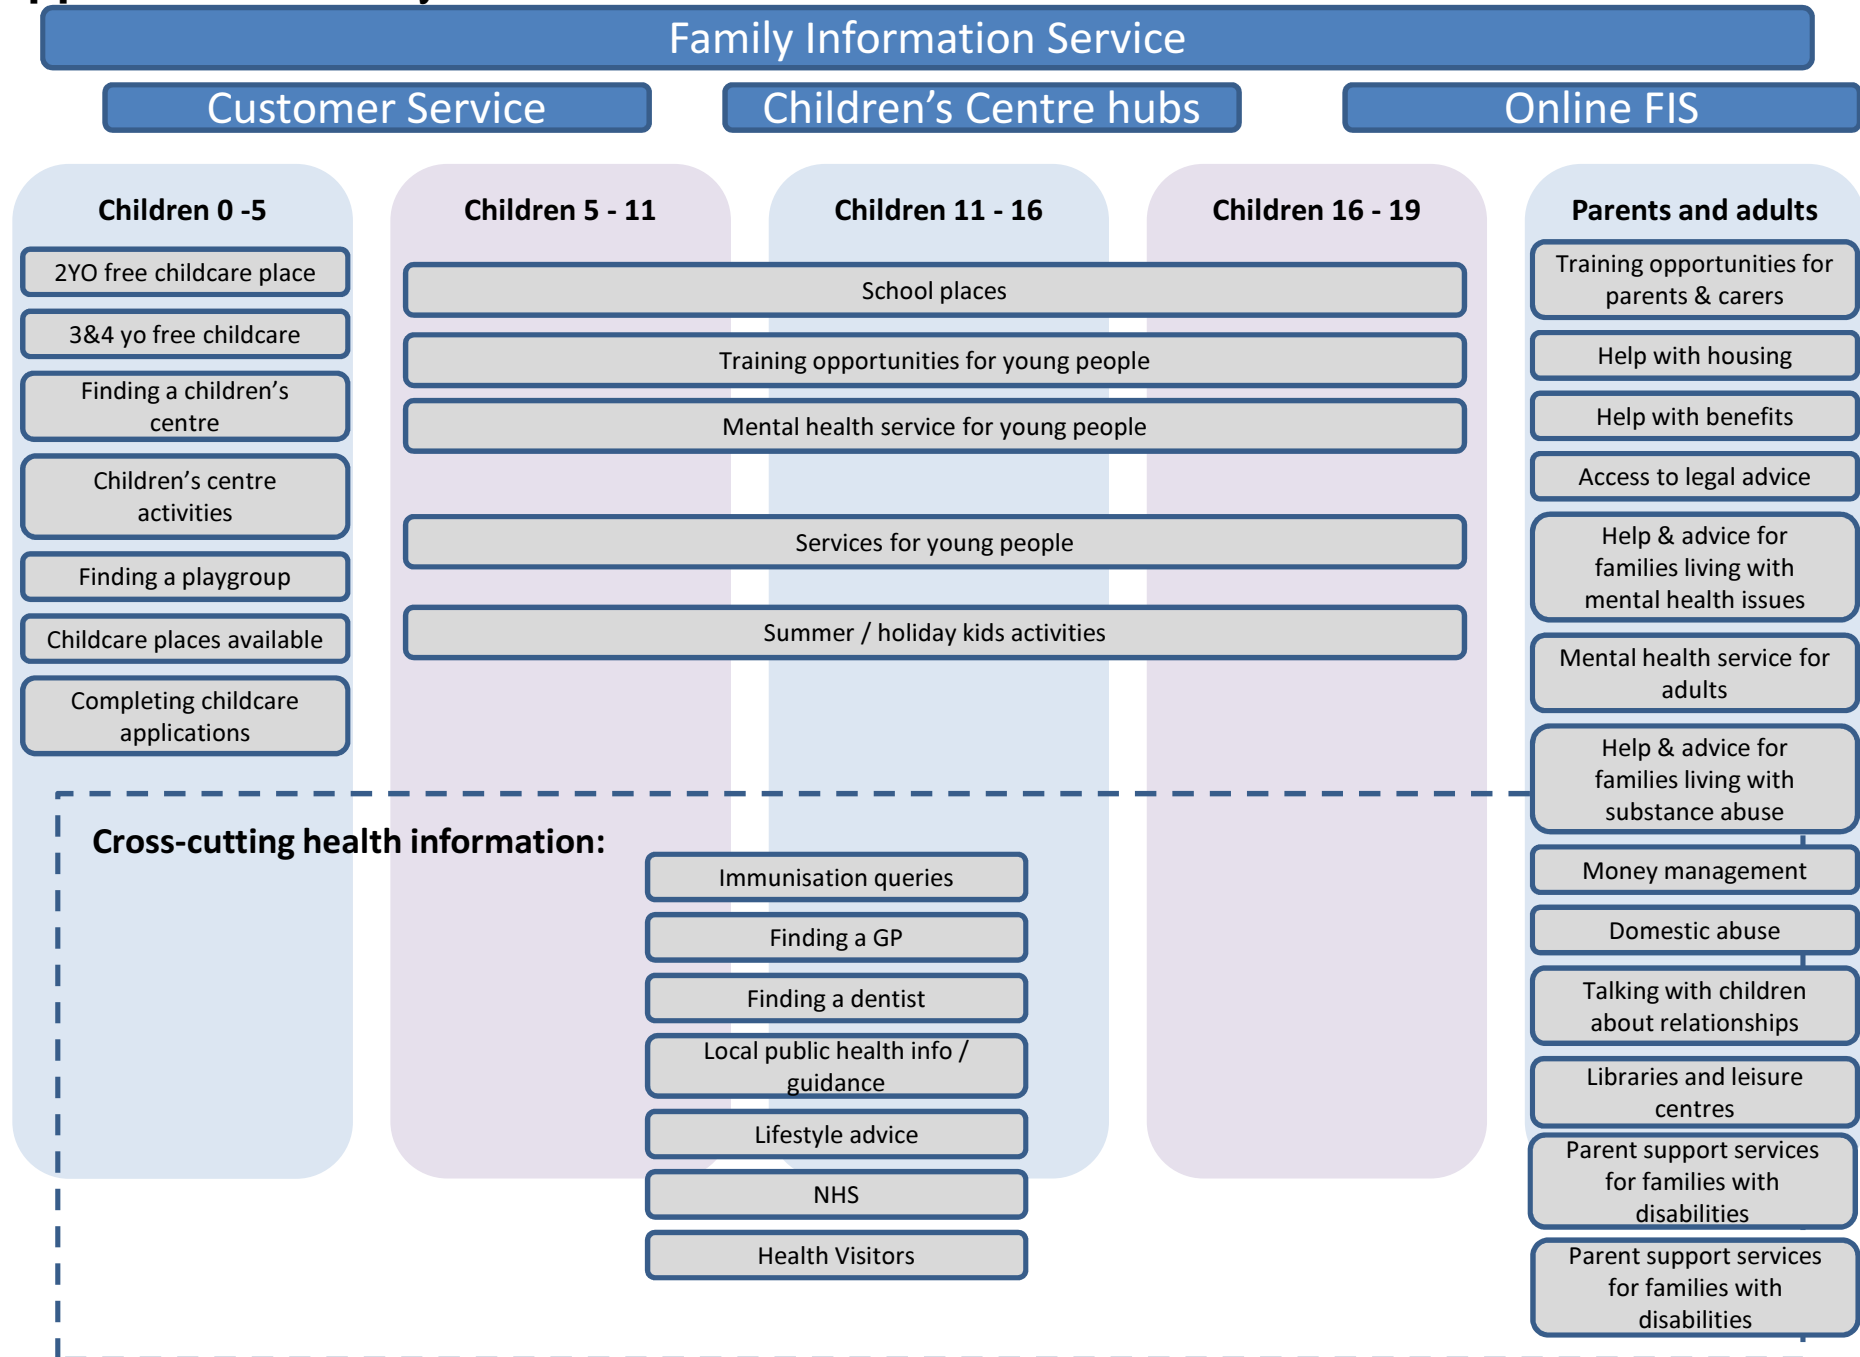 Family Information Service
Customer Service
Children's Centre hubs
Online FIS
Children 0 -5
2YO free childcare place
3&4 yo free childcare
Finding a children's
centre
Children's centre
activities
Finding a playgroup
Childcare places available
Completing childcare
applications
Children 5 - 11
Children 11 - 16
Children 16 - 19
School places
Training opportunities for young people
Mental health service for young people
Services for young people
Summer / holiday kids activities
Parents and adults
Training opportunities for
parents & carers
Help with housing
Help with benefits
Access to legal advice
Help & advice for
families living with
mental health issues
Mental health service for
adults
Help & advice for
families living with
substance abuse
Money management
Domestic abuse
Talking with children
about relationships
Libraries and leisure
centres
Parent support services
for families with
disabilities
Parent support services
for families with
disabilities
Cross-cutting health information:
Immunisation queries
Finding a GP
Finding a dentist
Local public health info /
guidance
Lifestyle advice
NHS
Health Visitors